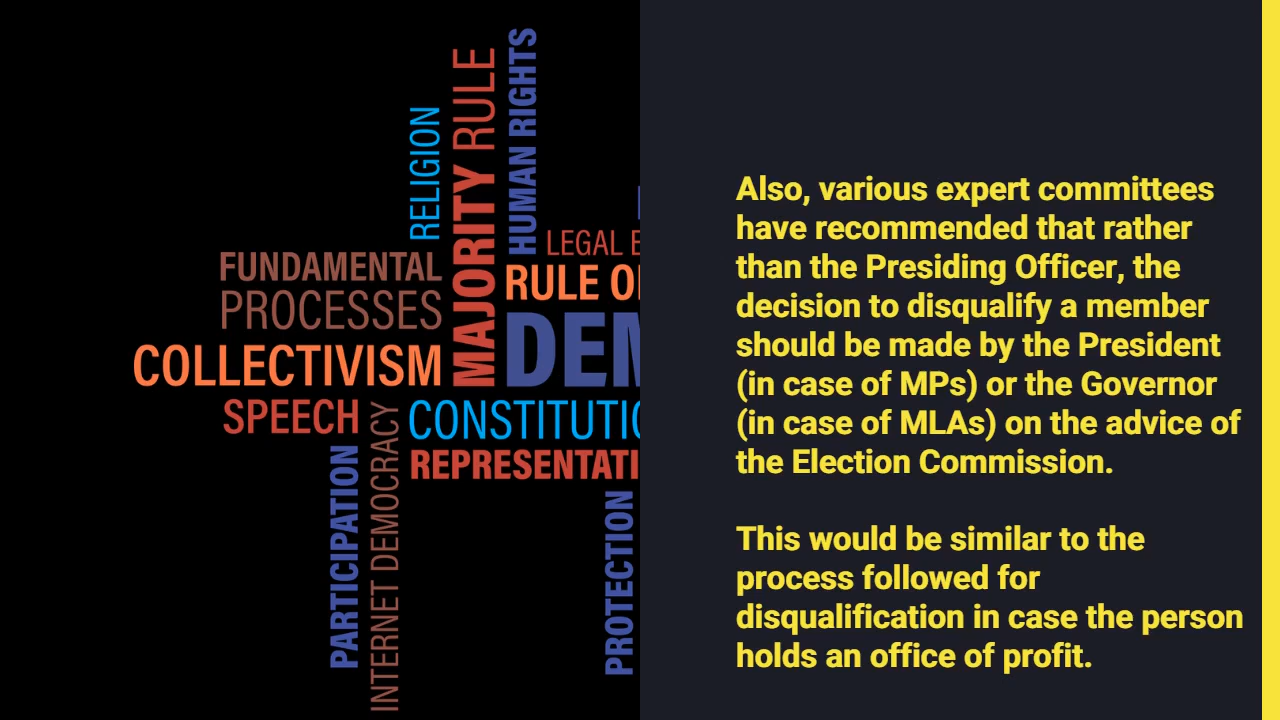 RELIGION
MAJORITY RULE
HUMAN RIGHTS
LEGAL E
FUNDAMENTAL
PROCESSES
RULE O
COLLECTIVISM
DEM
SPEECH
CONSTITUTIO
REPRESENTATI
PARTICIPATION
INTERNET DEMOCRACY
PROTECTION
Also, various expert committees
have recommended that rather
than the Presiding Officer, the
decision to disqualify a member
should be made by the President
(in case of MPs) or the Governor
(in case of MLAs) on the advice of
the Election Commission.
This would be similar to the
process followed for
disqualification in case the person
holds an office of profit.